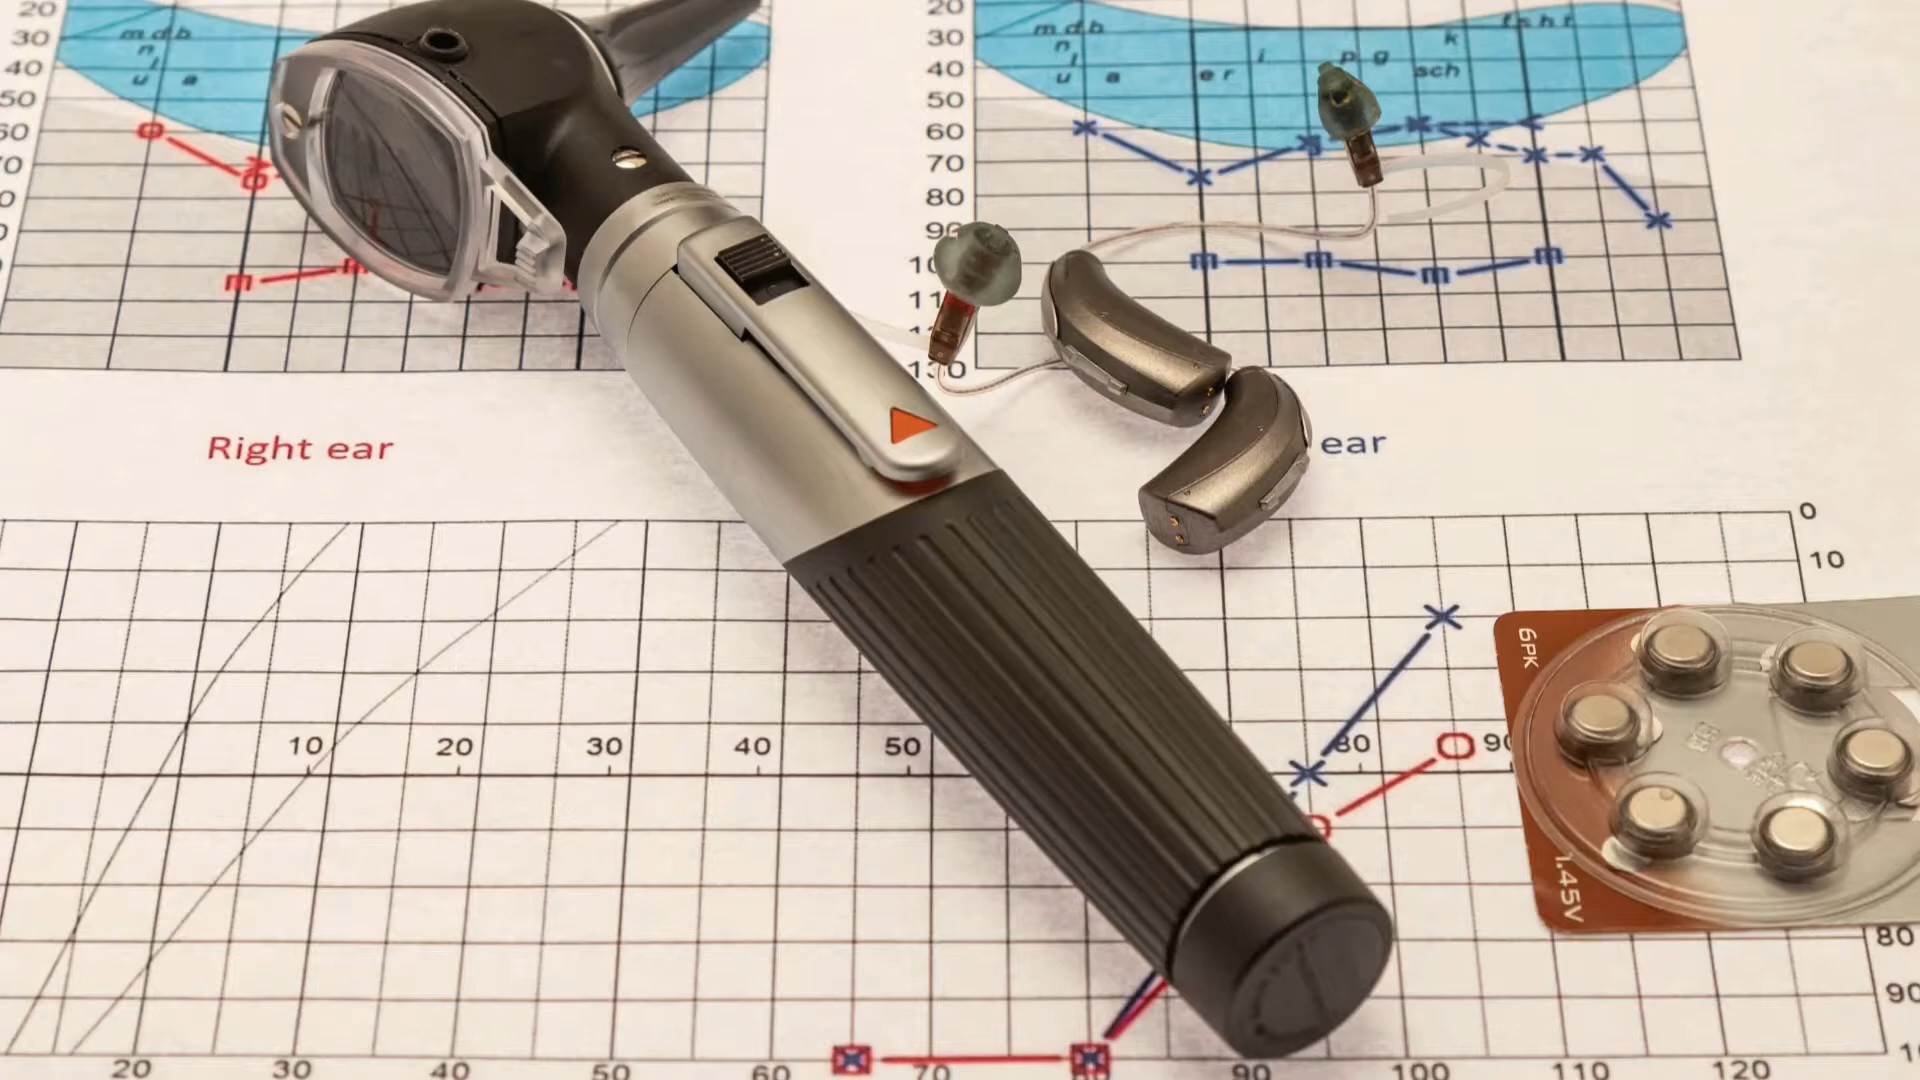 20
30
40
50
60
70
m d b
n
l
u a
20
30
40
50
60
70
80
90
130
m d b
n
l
u a
e r
i
p g
k
sch
f s h t
Right ear
ear
0
10
10 20 30 40 50
80
6PK
1.45V
80
90
20 30 40 50 60 70 90 100 110 120